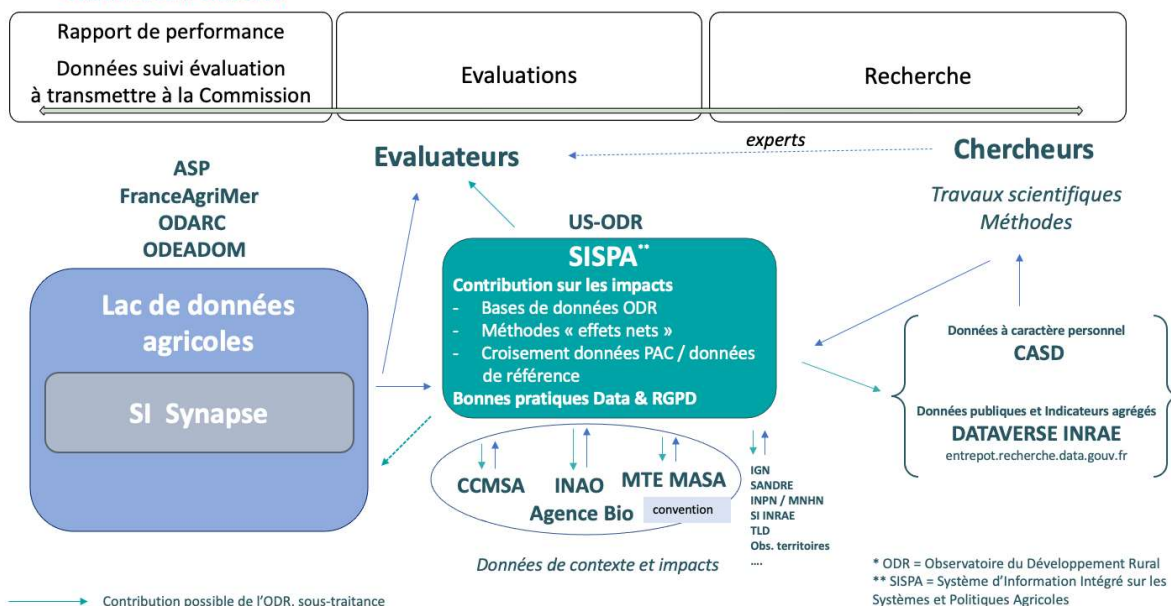 Rapport de performance
Données suivi évaluation
à transmettre à la Commission
Evaluations
Recherche
experts
Evaluateurs
Chercheurs
Travaux scientifiques
Méthodes
ASP
FranceAgriMer
ODARC
ODEADOM
Lac de données
agricoles
SI Synapse
US-ODR
SISPA**
Contribution sur les impacts
- Bases de données ODR
- Méthodes « effets nets »
- Croisement données PAC / données
de référence
Bonnes pratiques Data & RGPD
CCMSA
INAO
MTE MASA
Agence Bio
convention
Données de contexte et impacts
IGN
SANDRE
INPN / MNHN
SI INRAE
TLD
Obs. territoires
....
Données à caractère personnel
CASD
Données publiques et Indicateurs agrégés
DATAVERSE INRAE
entrepot.recherche.data.gouv.fr
* ODR = Observatoire du Développement Rural
** SISPA = Système d'Information Intégré sur les
Systèmes et Politiques Agricoles
Contribution possible de l'ODR, sous-traitance